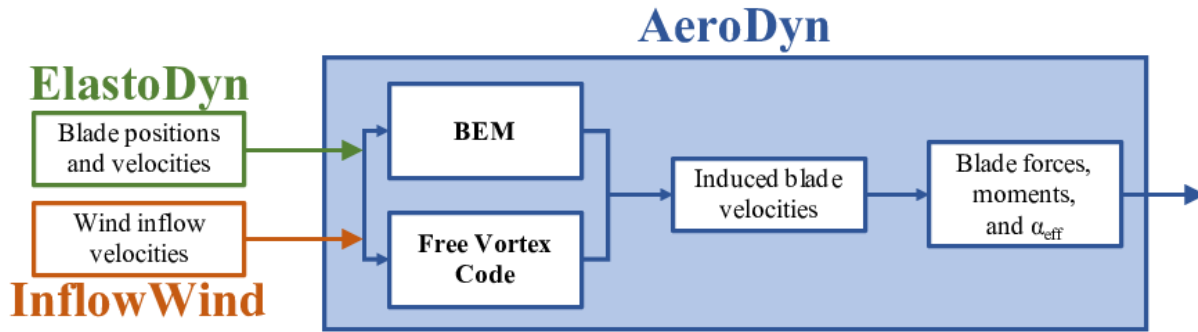 AeroDyn
ElastoDyn
Blade positions
and velocities
Wind inflow
velocities
InflowWind
BEM
Free Vortex
Code
Induced blade
velocities
Blade forces,
moments,
and αeff